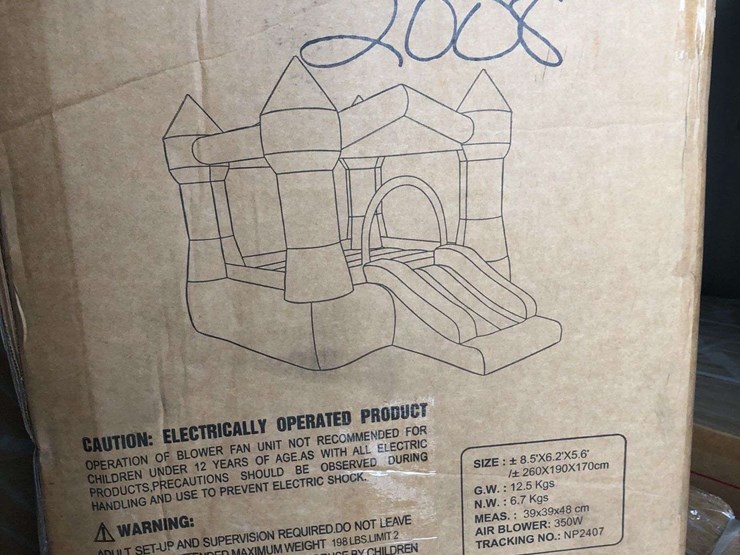 2008
CAUTION: ELECTRICALLY OPERATED PRODUCT
OPERATION OF BLOWER FAN UNIT NOT RECOMMENDED FOR
CHILDREN UNDER 12 YEARS OF AGE.AS WITH ALL ELECTRIC
PRODUCTS,PRECAUTIONS SHOULD BE OBSERVED DURING
HANDLING AND USE TO PREVENT ELECTRIC SHOCK.
⚠ WARNING:
ADULT SET-UP AND SUPERVISION REQUIRED.DO NOT LEAVE
MAXIMUM WEIGHT 198 LBS.LIMIT 2
BY CHILDREN
SIZE : ± 8.5'X6.2'X5.6'
/± 260X190X170cm
G.W. : 12.5 Kgs
N.W. : 6.7 Kgs
MEAS. : 39x39x48 cm
AIR BLOWER: 350W
TRACKING NO.: NP2407